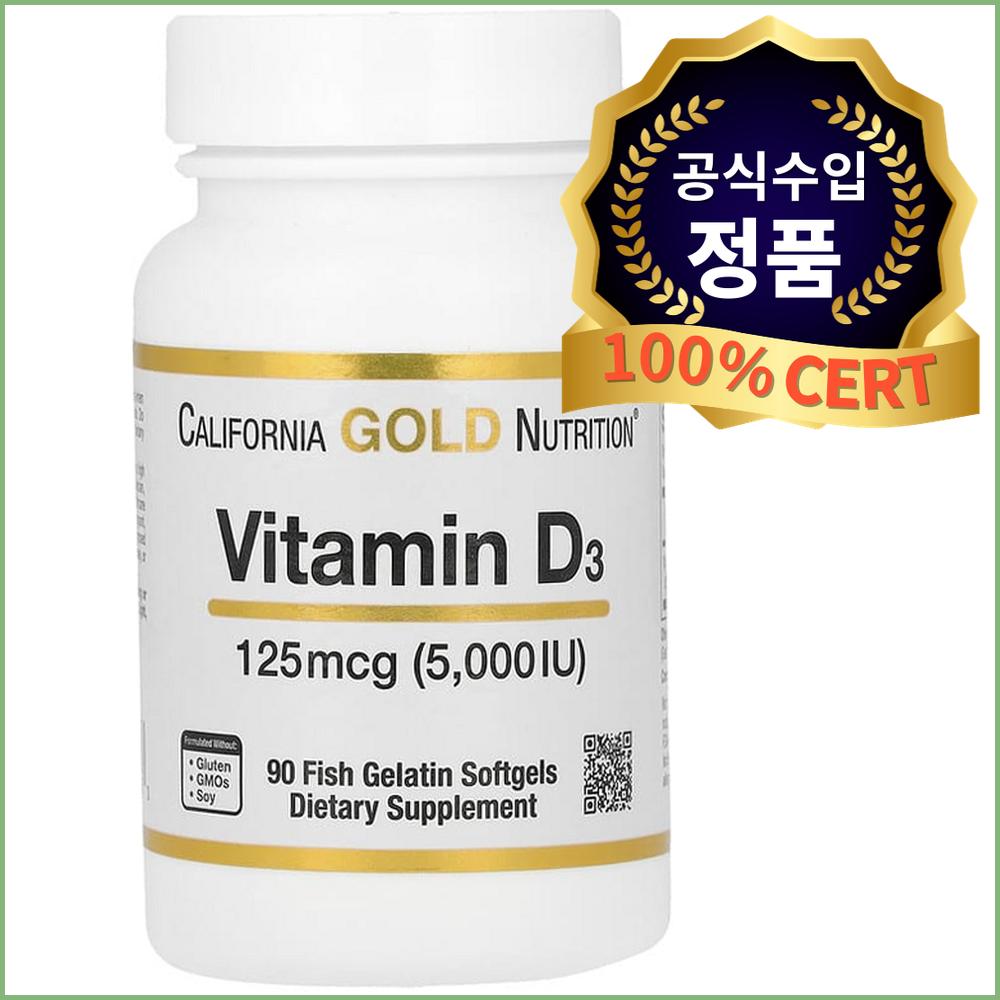 공식수입
정품
100% CERT
CALIFORNIA GOLD NUTRITION®
Vitamin D3
125mcg (5,000IU)
Formulated Without:
• Gluten
• GMOs
• Soy
90 Fish Gelatin Softgels
Dietary Supplement